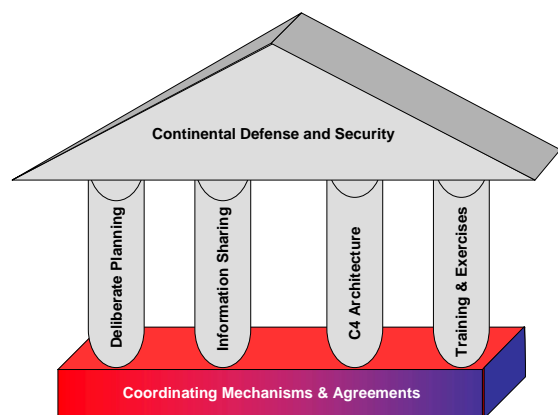 Continental Defense and Security
Deliberate Planning
Information Sharing
C4 Architecture
Training & Exercises
Coordinating Mechanisms & Agreements